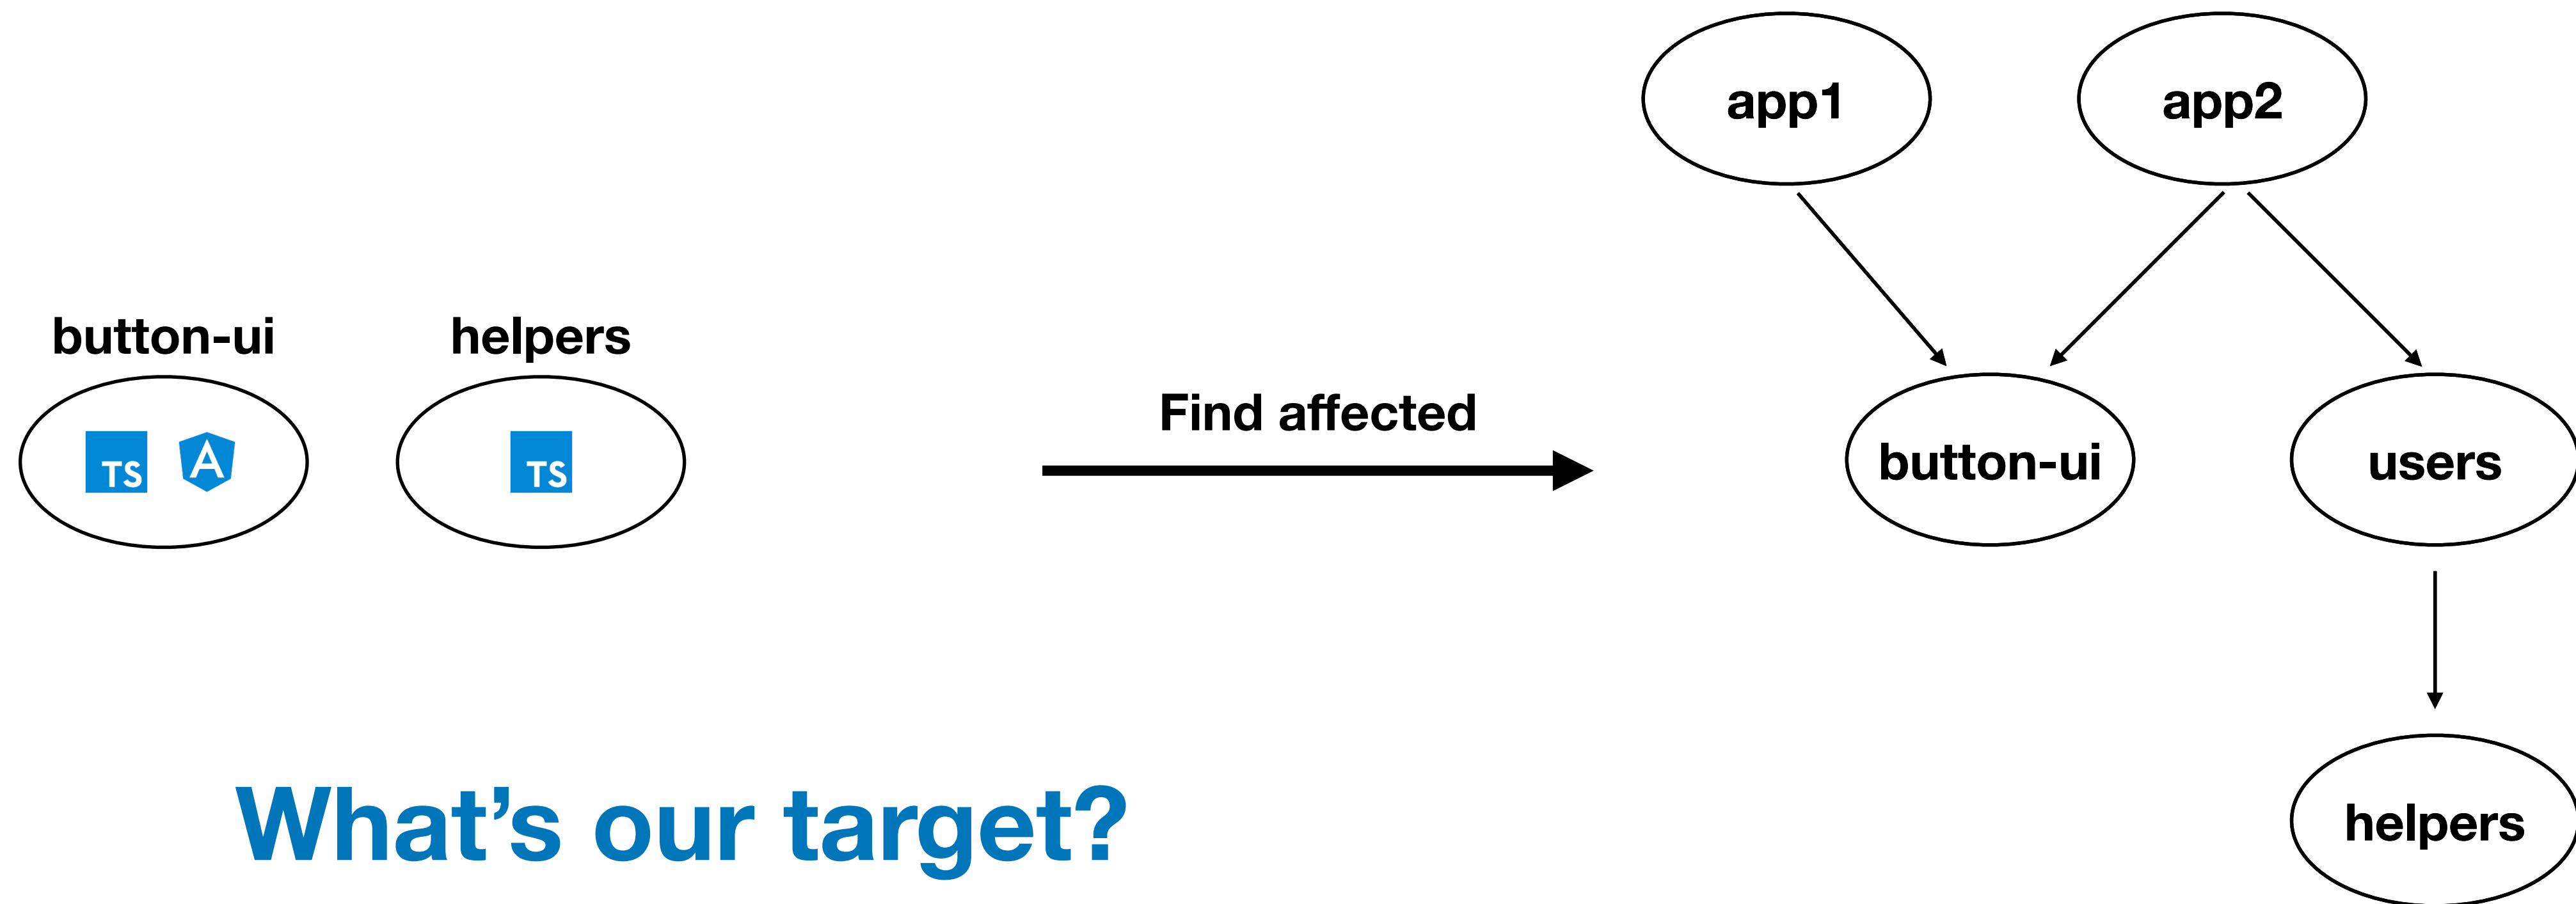 app1
app2
button-ui
helpers
TS
A
TS
Find affected
button-ui
users
helpers
What's our target?